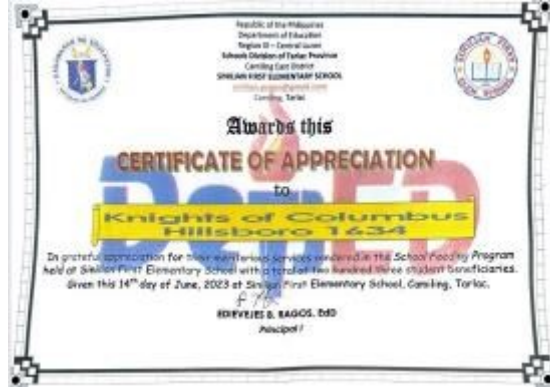 Republic of the Philippines
Department of Education
Region III – Central Luzon
Schools Division of Tarlac Province
Camiling East District
SINILIAN FIRST ELEMENTARY SCHOOL
Camiling, Tarlac
Awards this
CERTIFICATE OF APPRECIATION
to
Knights of Columbus
Hillsboro 1634
In grateful appreciation for their meritorious services rendered in the School Feeding Program
held at Sinilian First Elementary School with a total of two hundred three student beneficiaries.
Given this 14th day of June, 2023 at Sinilian First Elementary School, Camiling, Tarlac.
EDIEVEJES B. RAGOS, EdD
Principal I
DepED